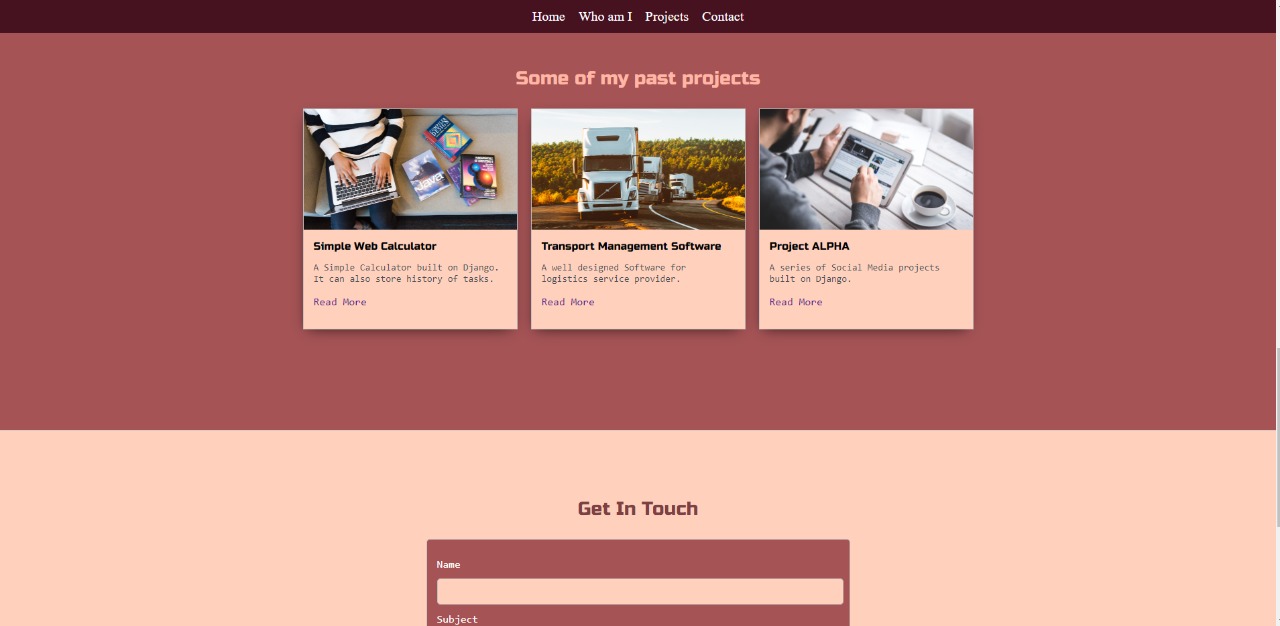 Home Who am I Projects Contact
Some of my past projects
Java
Simple Web Calculator
A Simple Calculator built on Django.
It can also store history of tasks.
Read More
Transport Management Software
A well designed Software for
logistics service provider.
Read More
Project ALPHA
A series of Social Media projects
built on Django.
Read More
Get In Touch
Name
Subject